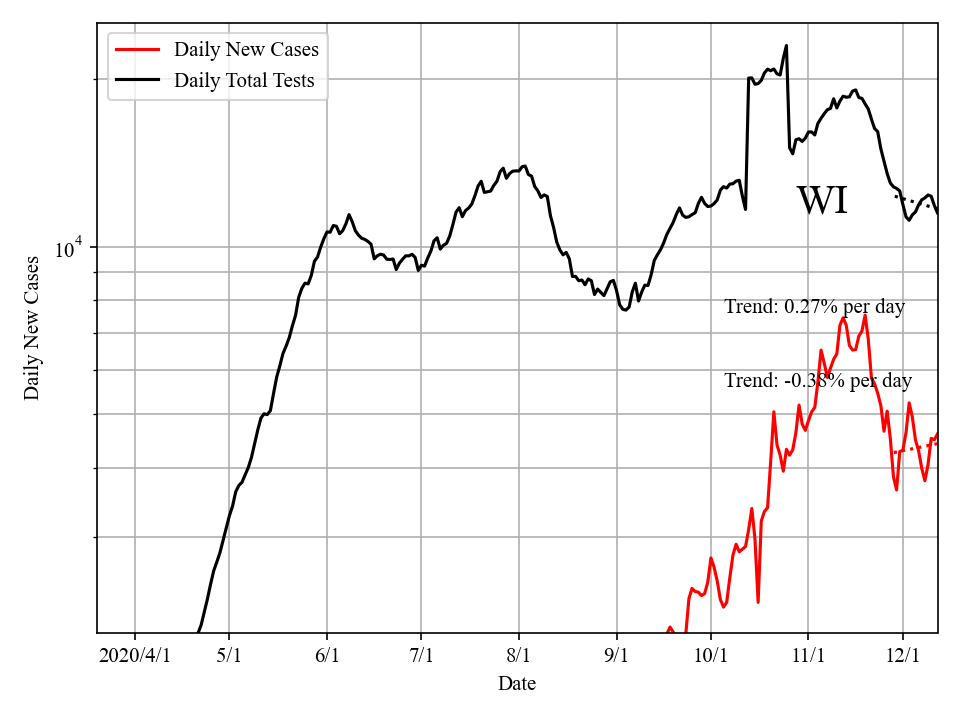 Daily New Cases
Daily Total Tests
WI
10^4
Trend: 0.27% per day
Trend: -0.38% per day
Daily New Cases
2020/4/1 5/1 6/1 7/1 8/1 9/1 10/1 11/1 12/1
Date